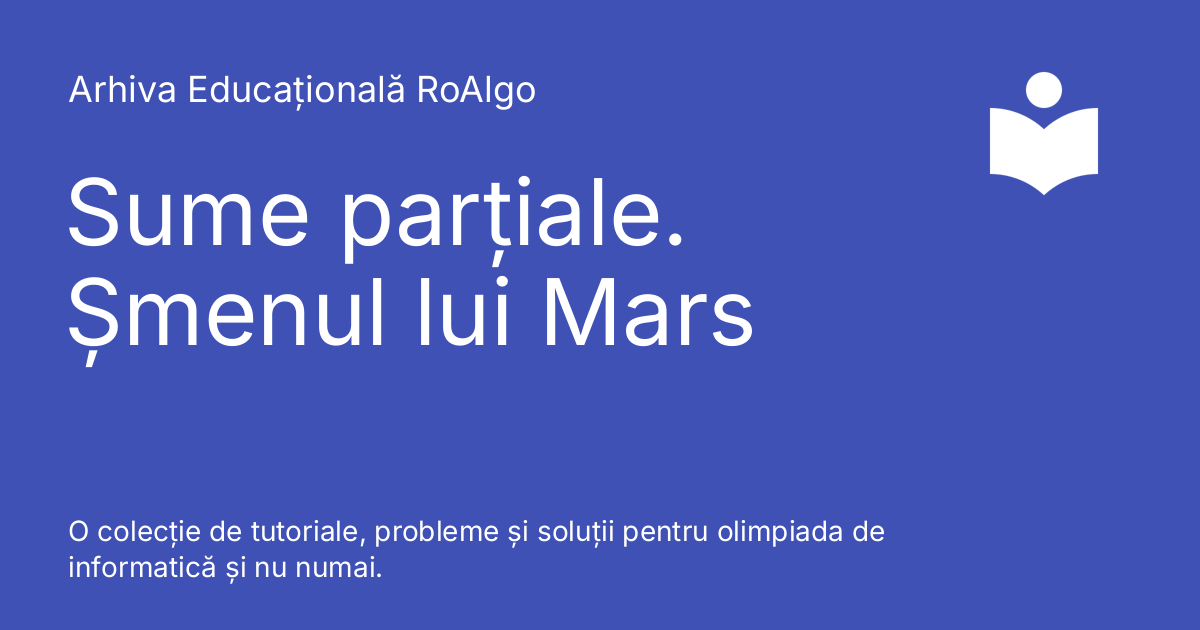 Arhiva Educațională RoAlgo
Sume parțiale.
Șmenul lui Mars
O colecție de tutoriale, probleme și soluții pentru olimpiada de
informatică și nu numai.